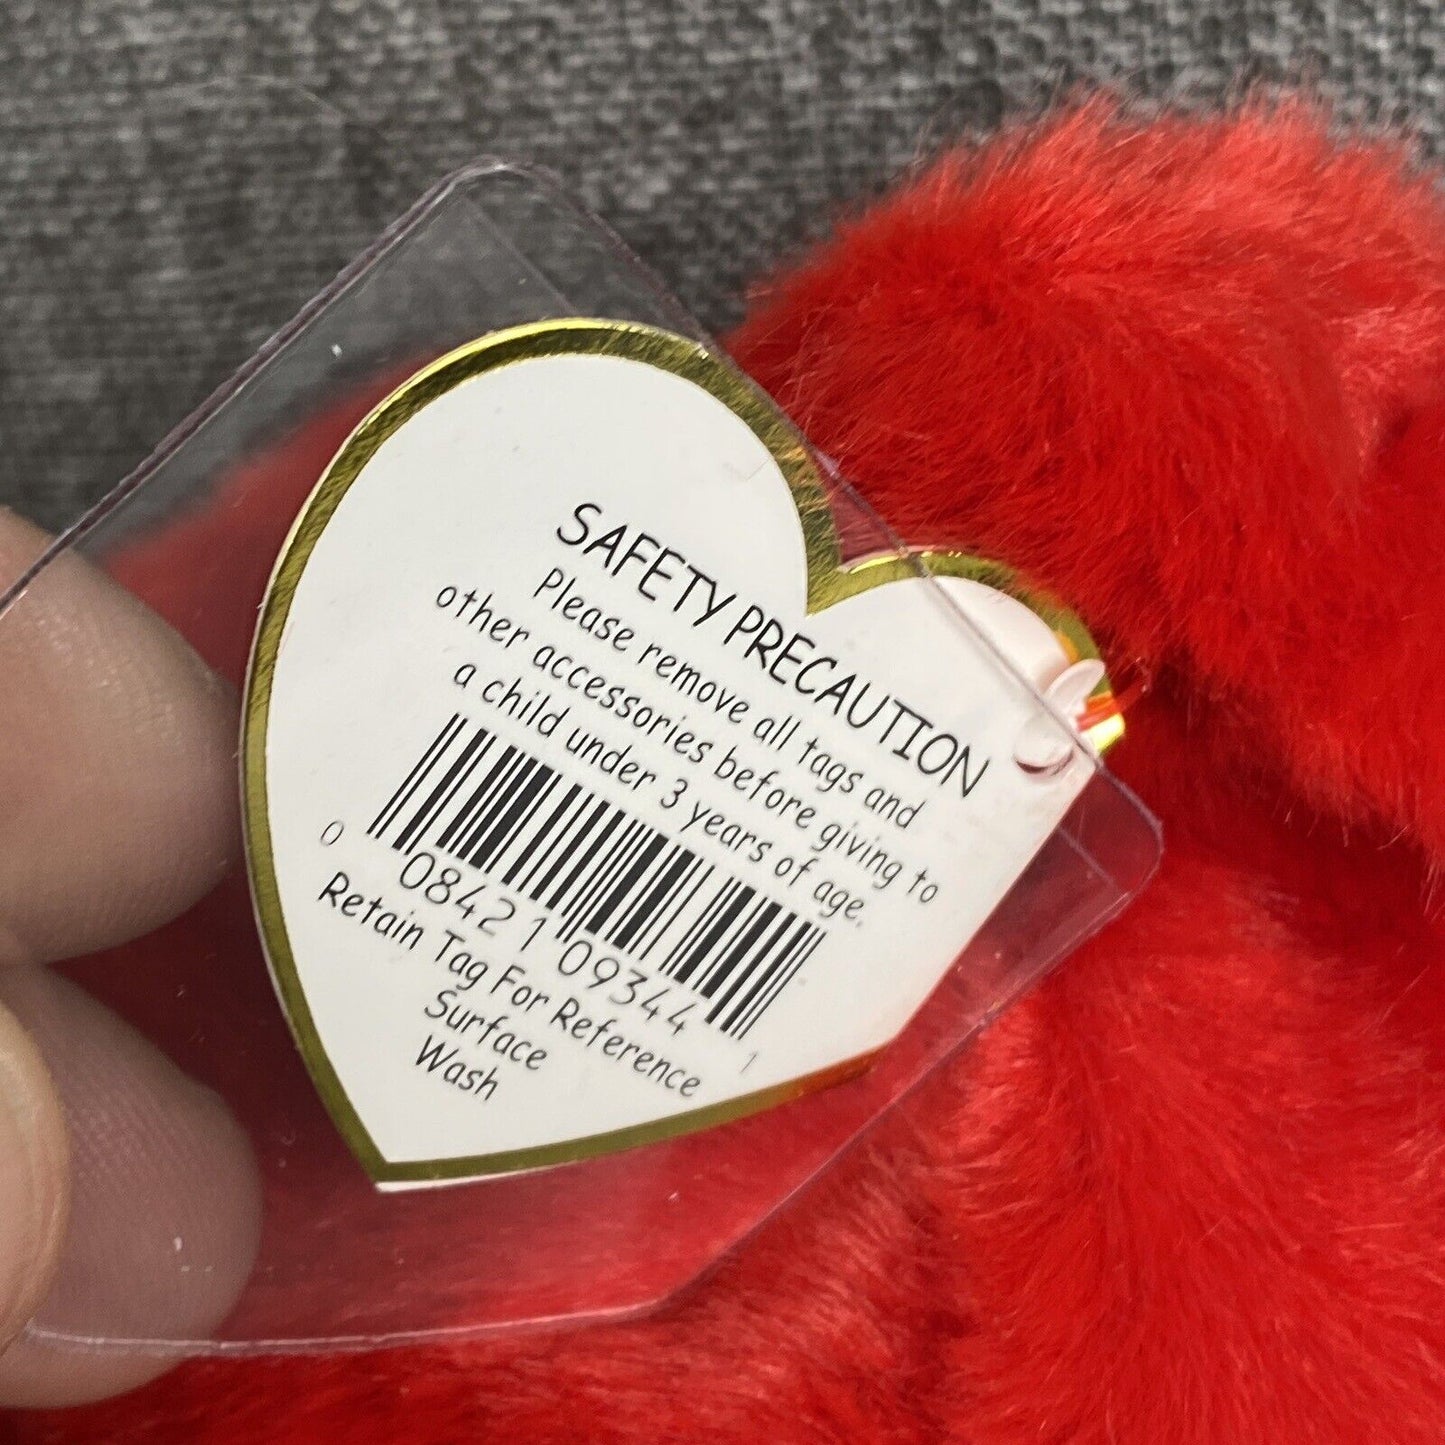 SAFETY PRECAUTION
Please remove all tags and
other accessories before giving to
a child under 3 years of age.
0 08421 09344 1
Retain Tag For Reference
Surface
Wash